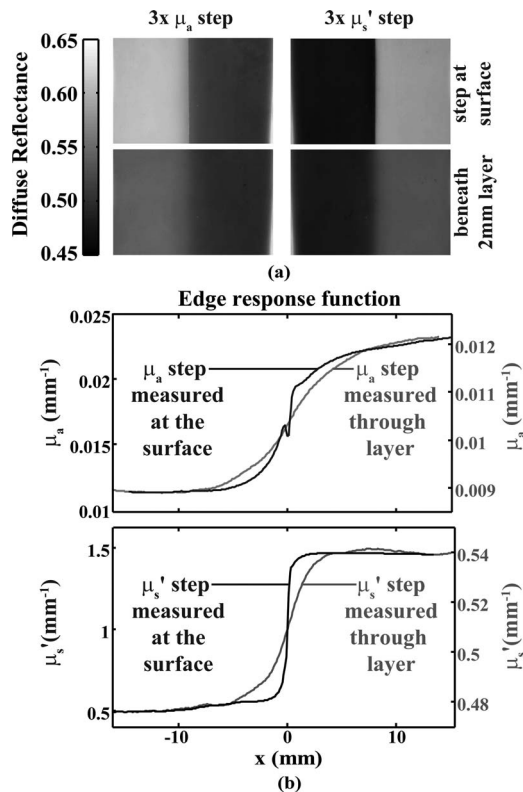 3x μa step
3x μs' step
0.65
0.60
0.55
0.50
0.45
Diffuse Reflectance
step at
surface
beneath
2mm layer
(a)
Edge response function
0.025
0.02
0.015
0.01
μa (mm⁻¹)
μa step
measured
at the
surface
μa step
measured
through
layer
0.012
0.011
0.01
0.009
μa (mm⁻¹)
1.5
1
0.5
μs'(mm⁻¹)
μs' step
measured
at the
surface
μs' step
measured
through
layer
0.54
0.52
0.5
0.48
μs'(mm⁻¹)
-10
0
10
x (mm)
(b)